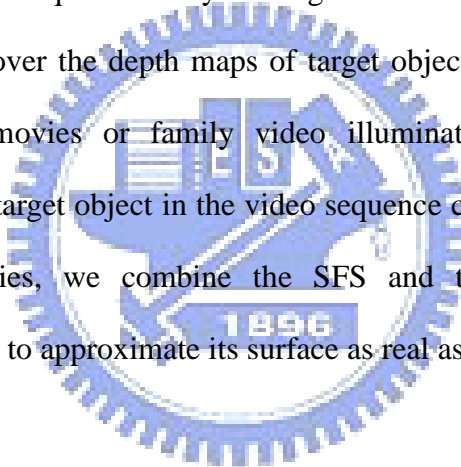 over the depth maps of target objec
movies or family video illuminat
target object in the video sequence c
ies, we combine the SFS and t
to approximate its surface as real as
E S A
1896